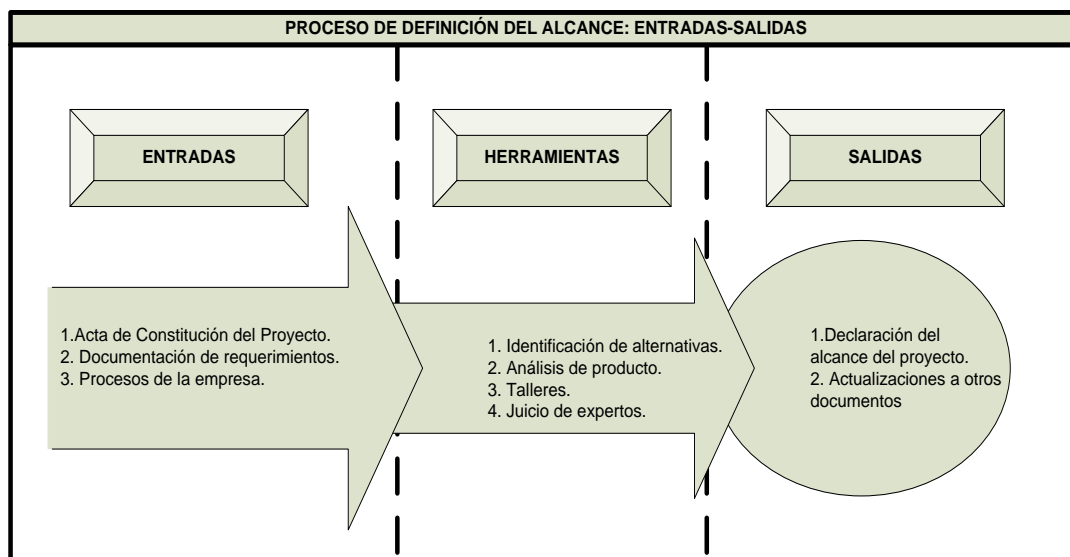 PROCESO DE DEFINICIÓN DEL ALCANCE: ENTRADAS-SALIDAS
ENTRADAS
HERRAMIENTAS
SALIDAS
1.Acta de Constitución del Proyecto.
2. Documentación de requerimientos.
3. Procesos de la empresa.
1. Identificación de alternativas.
2. Análisis de producto.
3. Talleres.
4. Juicio de expertos.
1.Declaración del
alcance del proyecto.
2. Actualizaciones a otros
documentos